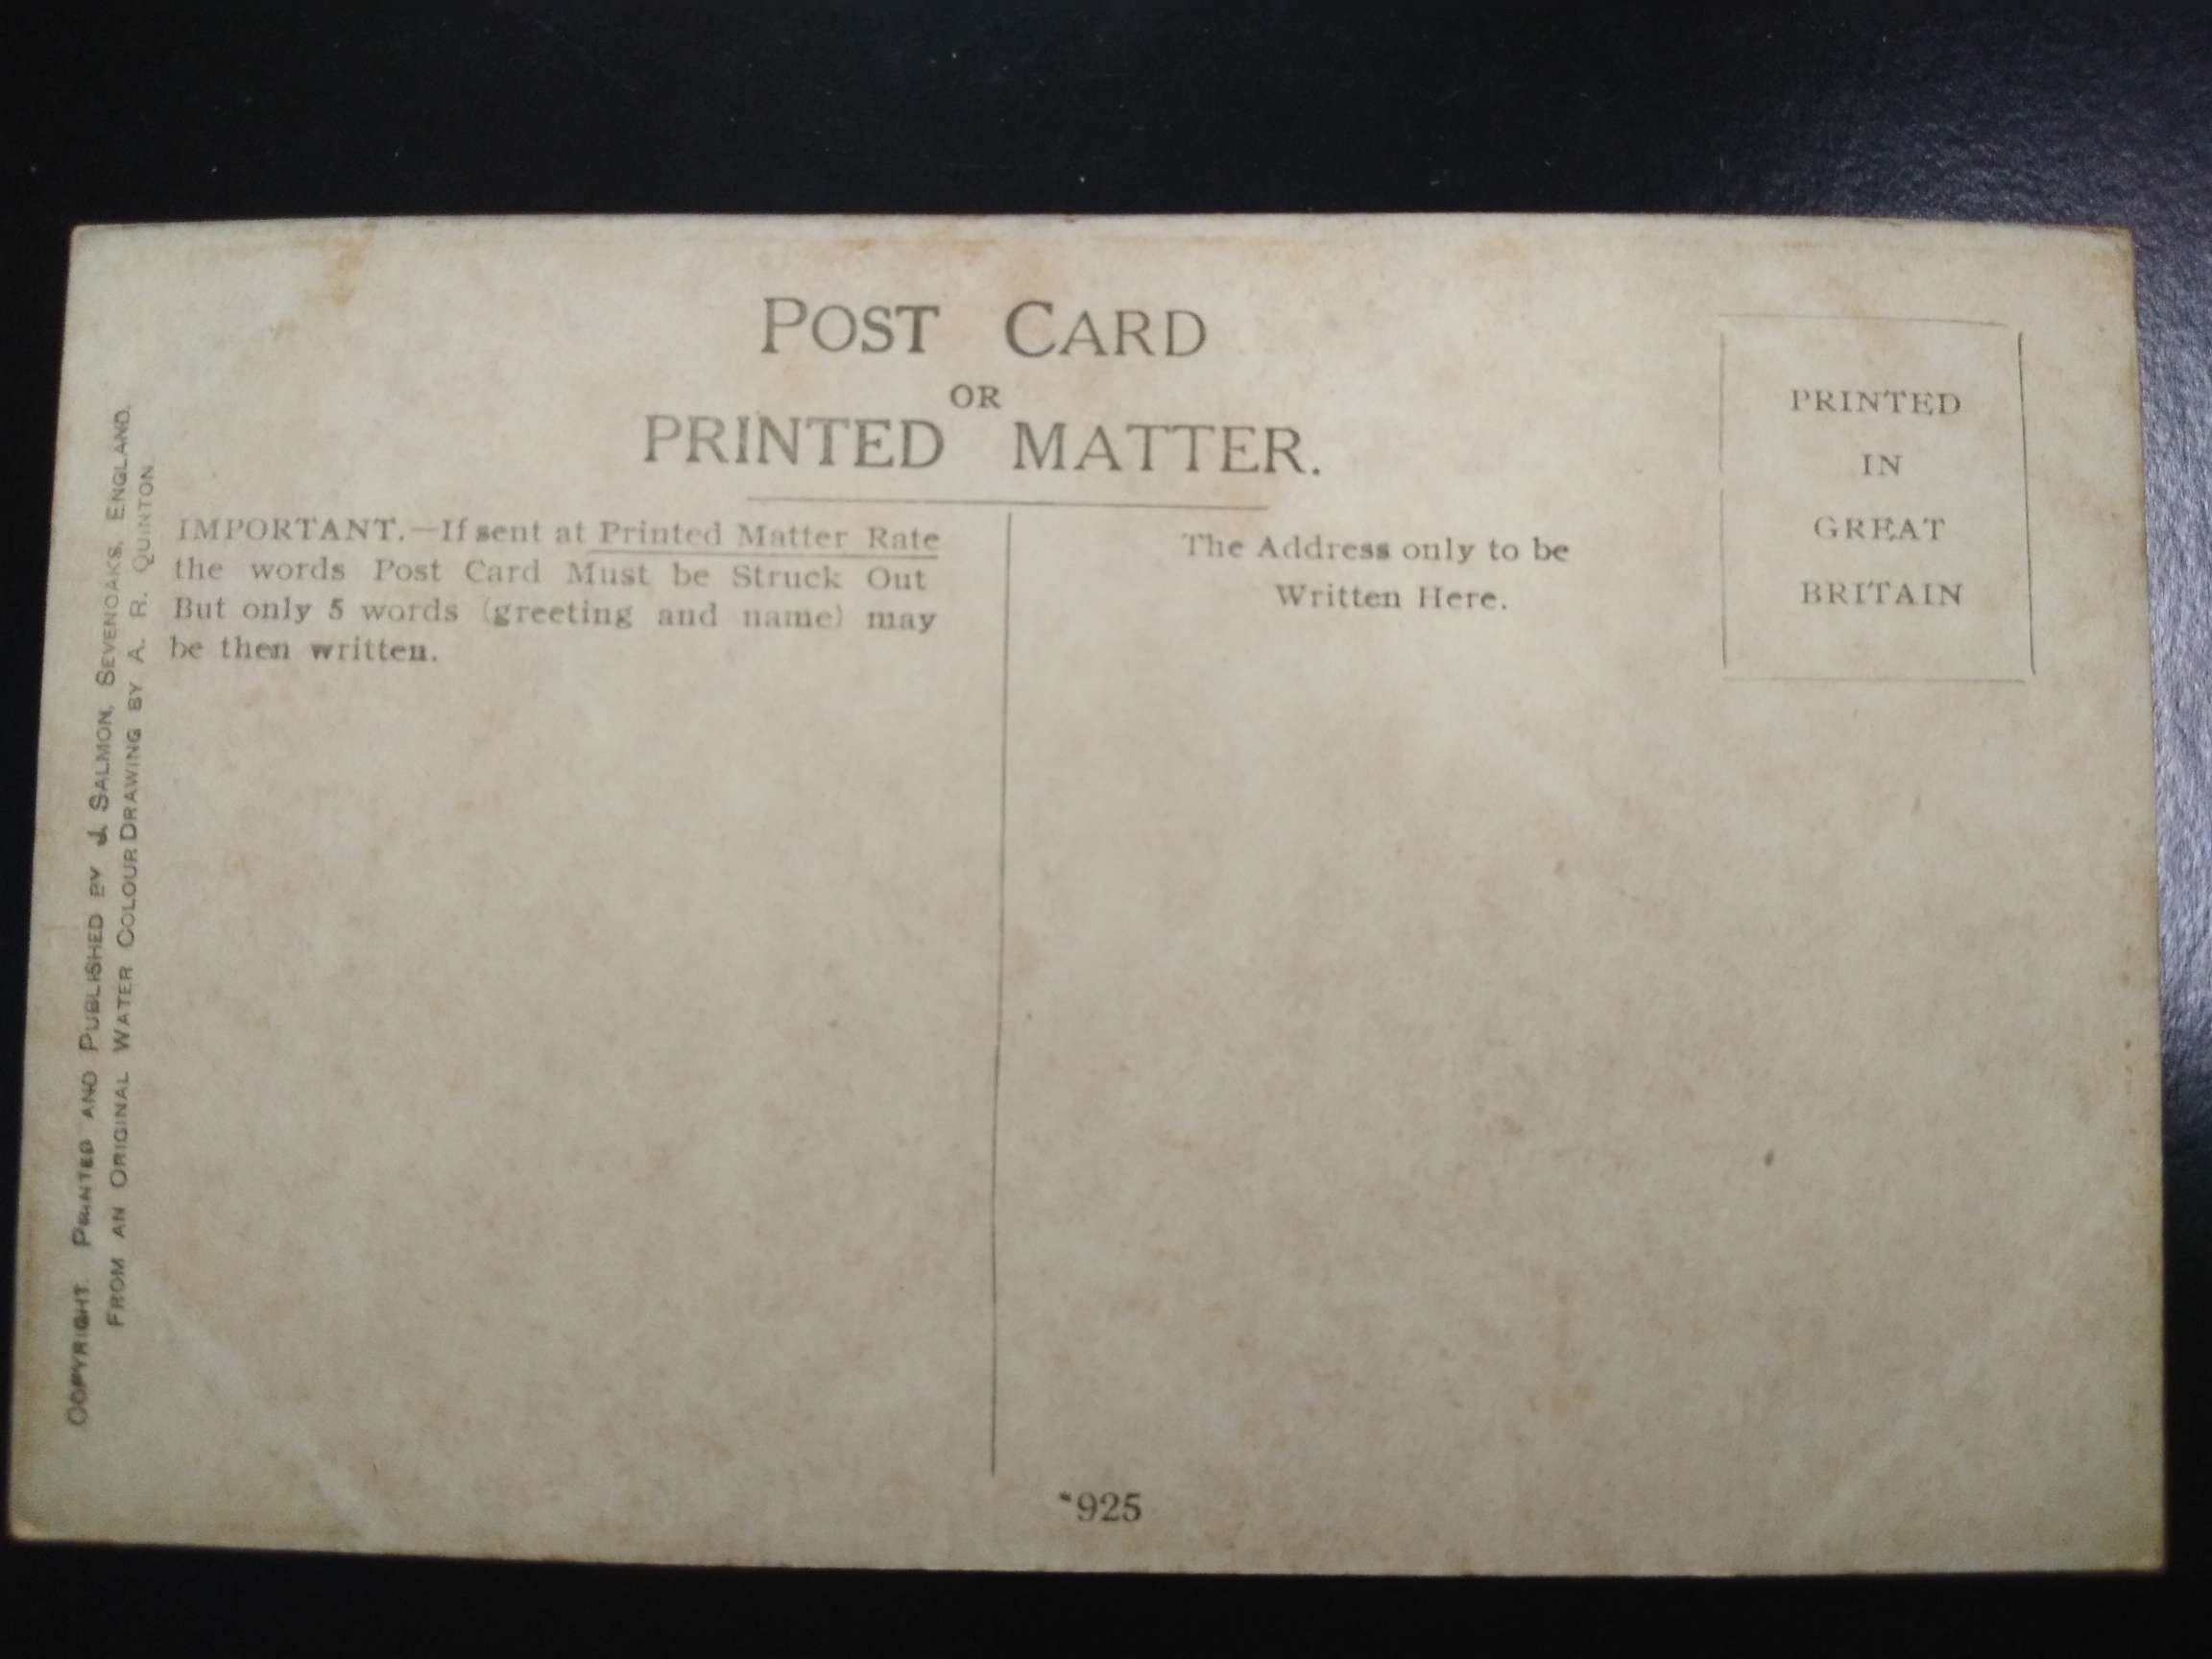 POST CARD
OR
PRINTED MATTER.
IMPORTANT.—If sent at Printed Matter Rate
the words Post Card Must be Struck Out
But only 5 words (greeting and name) may
be then written.
The Address only to be
Written Here.
PRINTED
IN
GREAT
BRITAIN
COPYRIGHT. PRINTED AND PUBLISHED BY J. SALMON, SEVENOAKS, ENGLAND.
FROM AN ORIGINAL WATER COLOUR DRAWING BY A. R. QUINTON.
*925